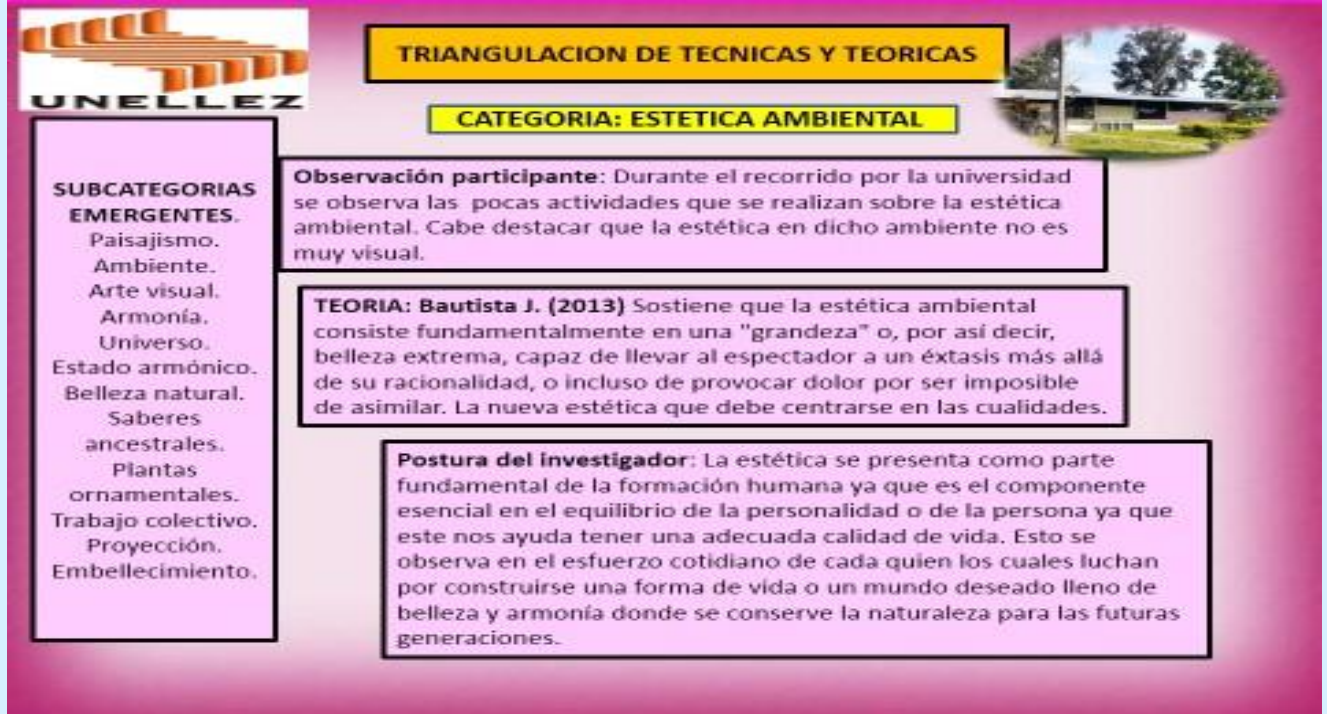 UNELLEZ
TRIANGULACION DE TECNICAS Y TEORICAS
CATEGORIA: ESTETICA AMBIENTAL
SUBCATEGORIAS
EMERGENTES.
Paisajismo.
Ambiente.
Arte visual.
Armonía.
Universo.
Estado armónico.
Belleza natural.
Saberes
ancestrales.
Plantas
ornamentales.
Trabajo colectivo.
Proyección.
Embellecimiento.
Observación participante: Durante el recorrido por la universidad
se observa las pocas actividades que se realizan sobre la estética
ambiental. Cabe destacar que la estética en dicho ambiente no es
muy visual.
TEORIA: Bautista J. (2013) Sostiene que la estética ambiental
consiste fundamentalmente en una "grandeza" o, por así decir,
belleza extrema, capaz de llevar al espectador a un éxtasis más allá
de su racionalidad, o incluso de provocar dolor por ser imposible
de asimilar. La nueva estética que debe centrarse en las cualidades.
Postura del investigador: La estética se presenta como parte
fundamental de la formación humana ya que es el componente
esencial en el equilibrio de la personalidad o de la persona ya que
este nos ayuda tener una adecuada calidad de vida. Esto se
observa en el esfuerzo cotidiano de cada quien los cuales luchan
por construirse una forma de vida o un mundo deseado lleno de
belleza y armonía donde se conserve la naturaleza para las futuras
generaciones.